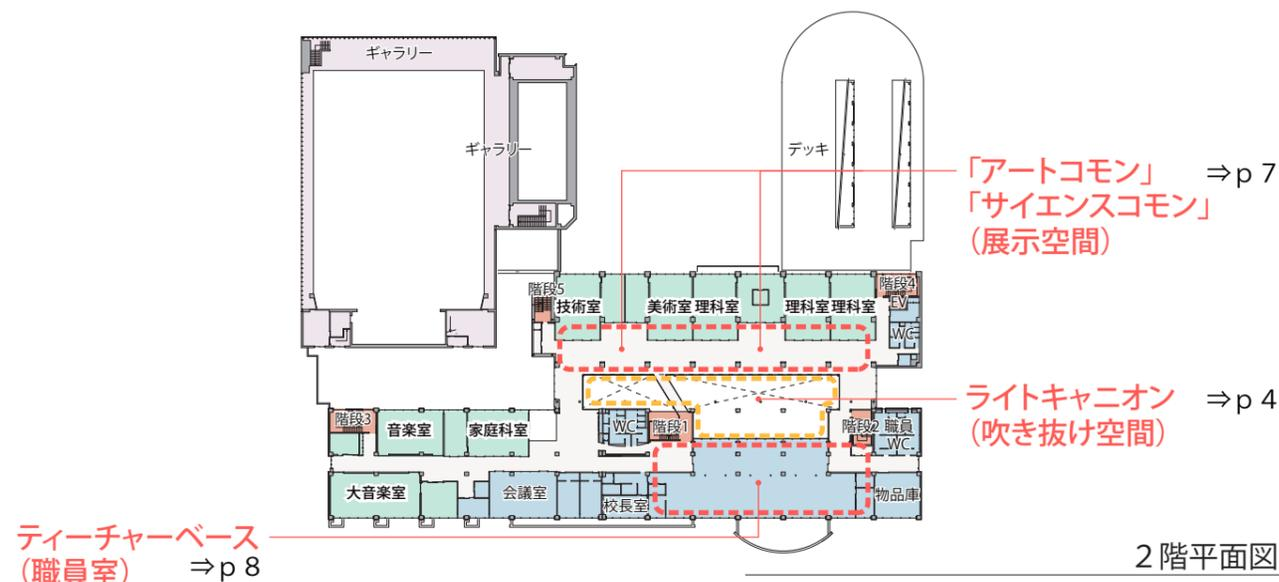 ギャラリー
ギャラリー
デッキ
「アートコモン」 ⇒p 7
「サイエンスコモン」
（展示空間）
階段5
技術室
美術室
理科室
理科室
理科室
階段4
EV
WC
ライトキャニオン ⇒p 4
（吹き抜け空間）
階段3
音楽室
家庭科室
WC
階段1
階段2
職員
WC
大音楽室
会議室
校長室
物品庫
ティーチャーベース
（職員室） ⇒p 8
2階平面図